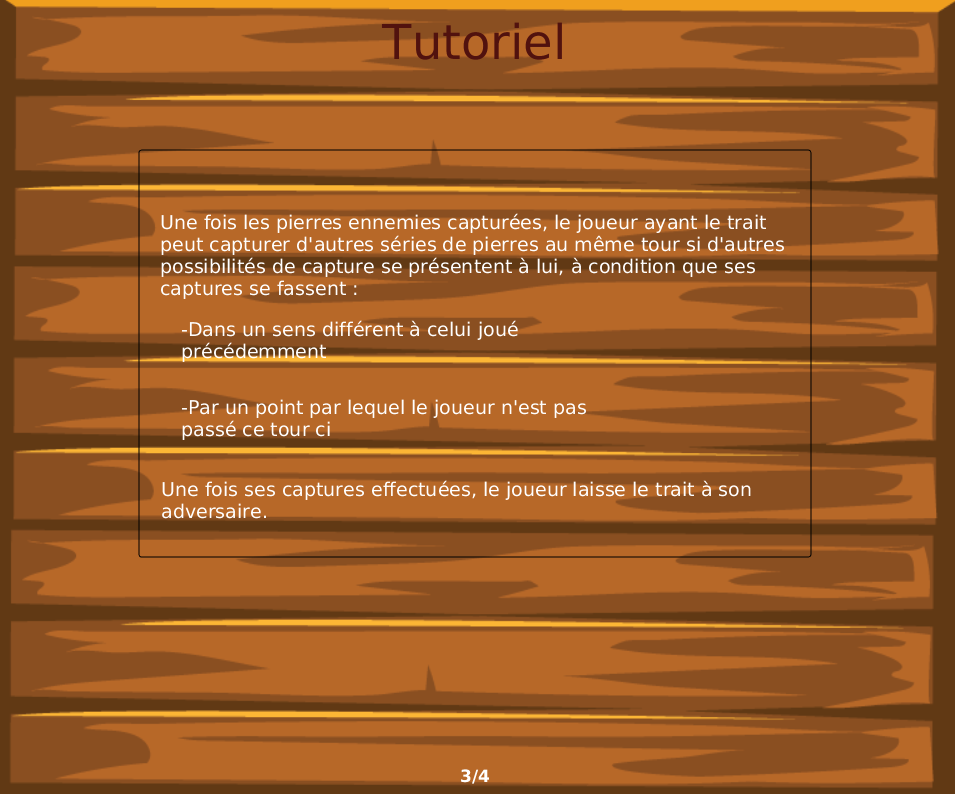 Tutoriel
Une fois les pierres ennemies capturées, le joueur ayant le trait
peut capturer d'autres séries de pierres au même tour si d'autres
possibilités de capture se présentent à lui, à condition que ses
captures se fassent :
-Dans un sens différent à celui joué
précédemment
-Par un point par lequel le joueur n'est pas
passé ce tour ci
Une fois ses captures effectuées, le joueur laisse le trait à son
adversaire.
3/4